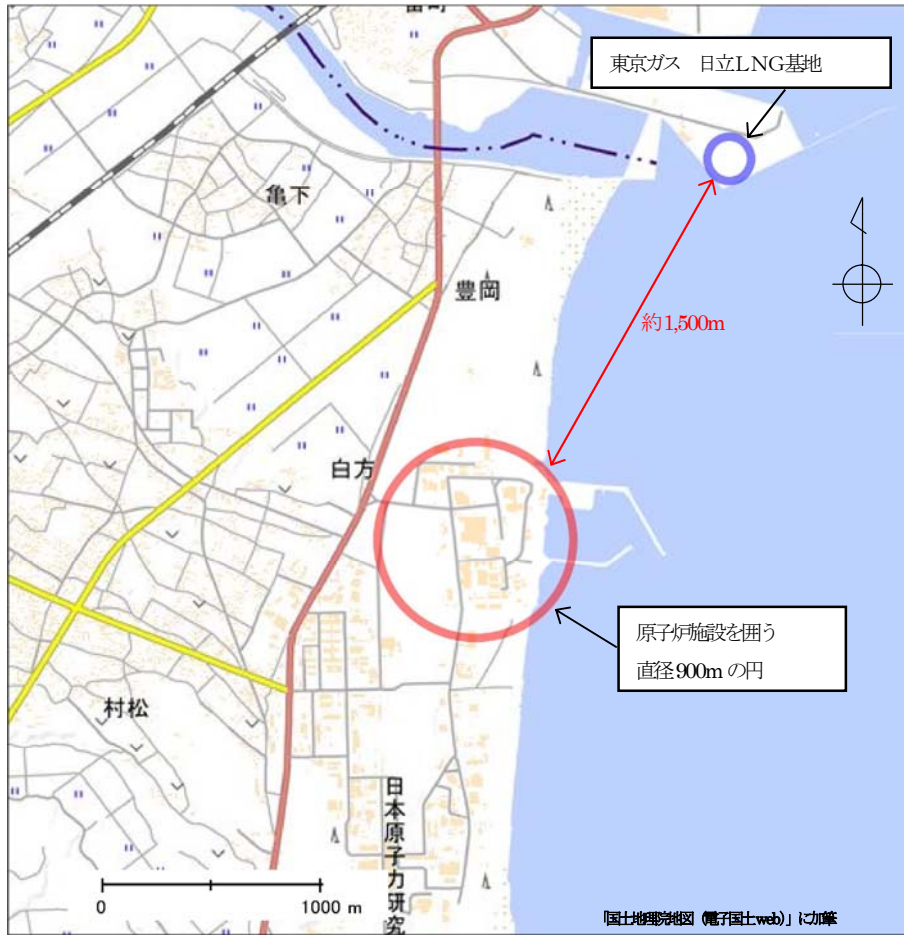 東京ガス　日立LNG基地
亀下
豊岡
約1,500m
白方
原子炉施設を囲う
直径900mの円
村松
日本原子力研究
0
1000 m
「国土地理院地図（電子国土web）」に加筆